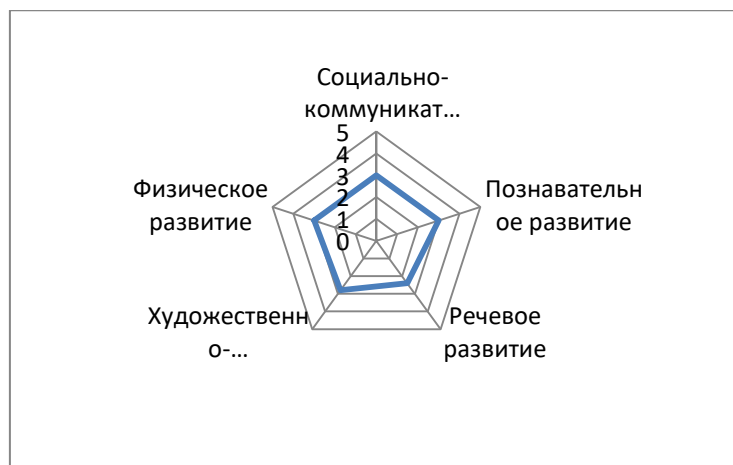 Социально-
коммуникат…
5
4
3
2
1
0
Физическое
развитие
Познавательн
ое развитие
Художественн
о-…
Речевое
развитие